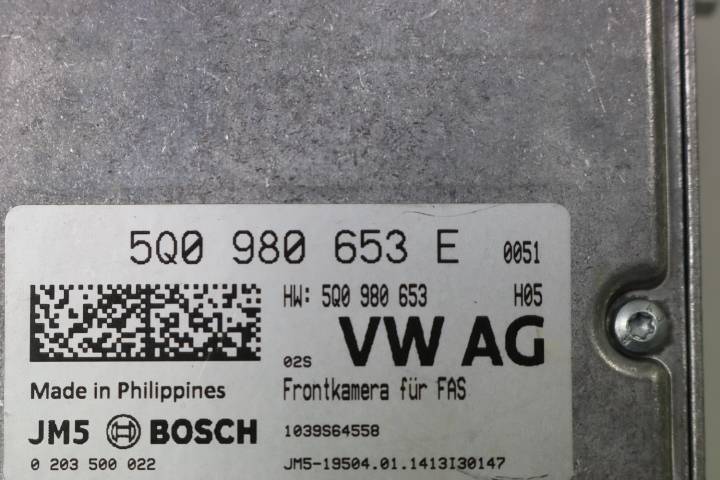 5Q0 980 653 E 0051
HW: 5Q0 980 653 H05
02S VW AG
Made in Philippines Frontkamera für FAS
JM5 BOSCH 1039S64558
0 203 500 022 JM5-19504.01.1413I30147